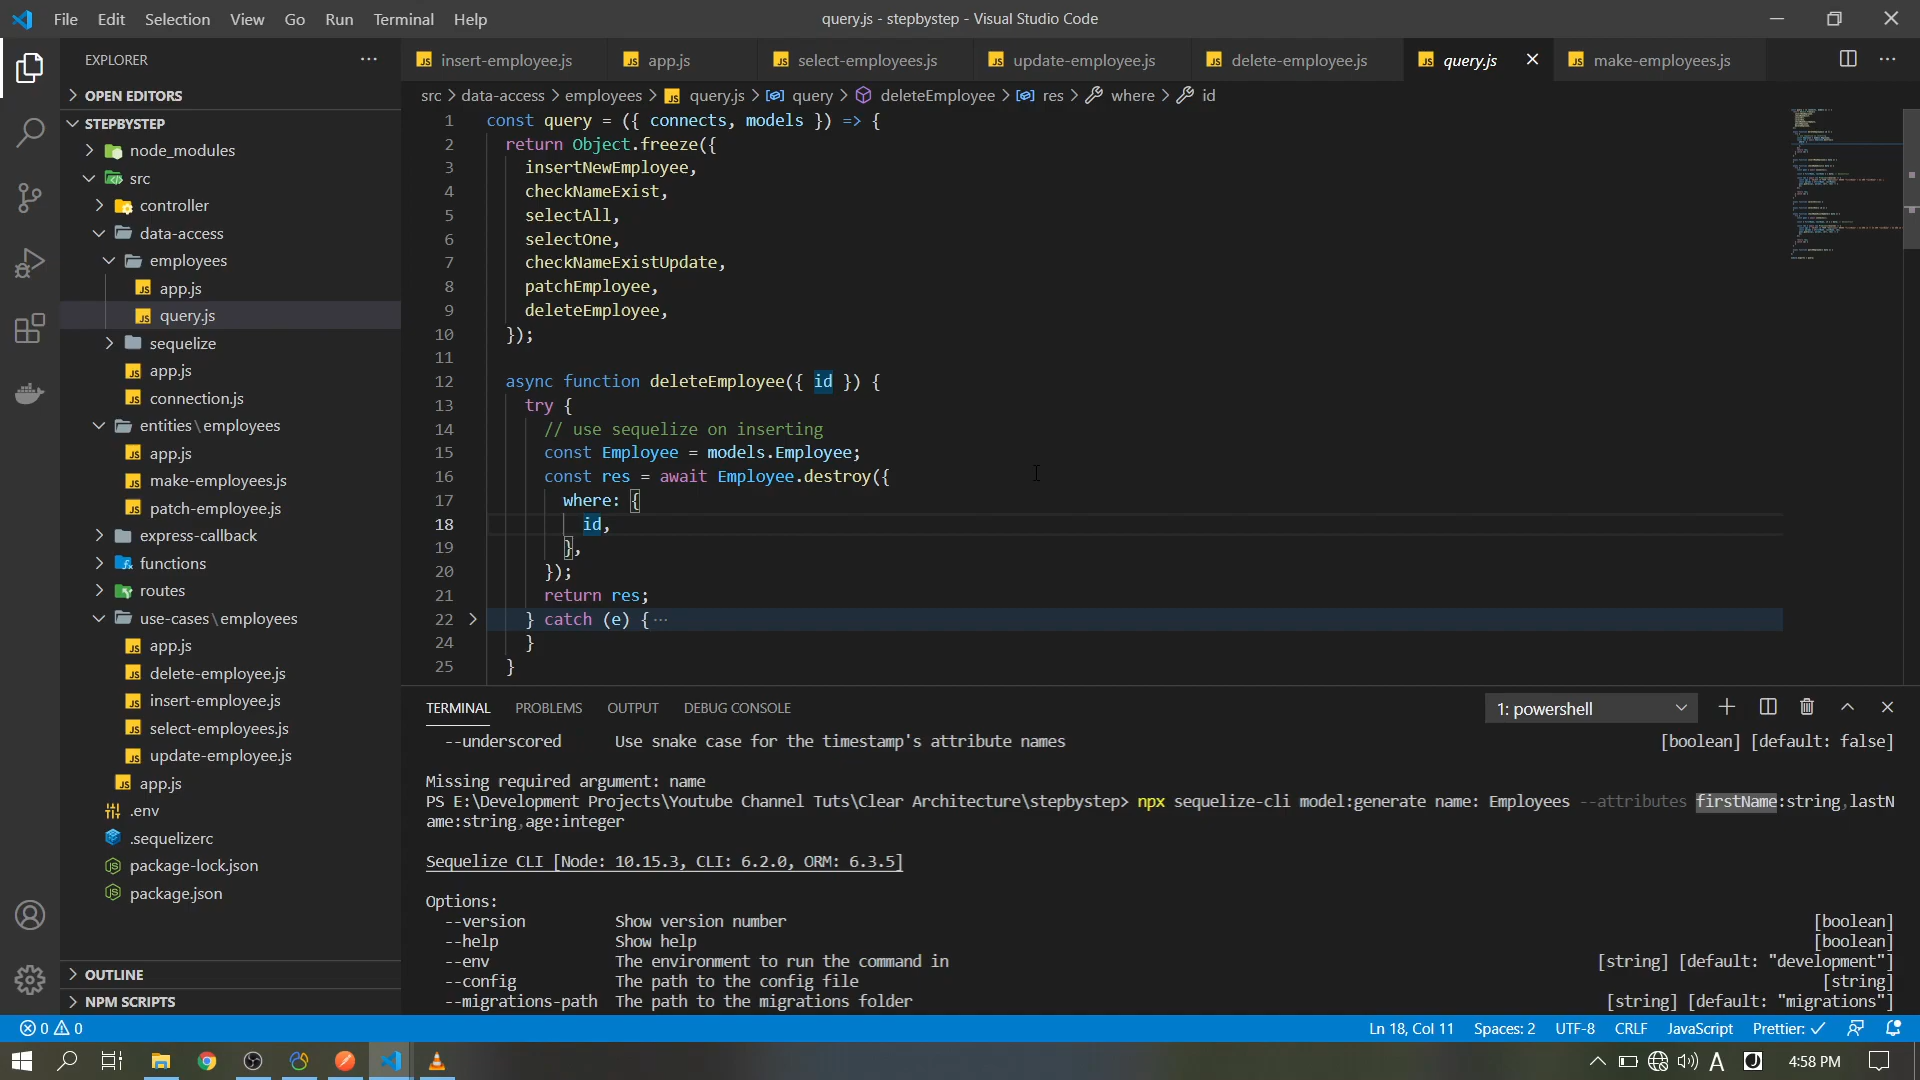 File Edit Selection View Go Run Terminal Help
query.js - stepbystep - Visual Studio Code
EXPLORER
OPEN EDITORS
STEPBYSTEP
node_modules
src
controller
data-access
employees
app.js
query.js
sequelize
app.js
connection.js
entities\employees
app.js
make-employees.js
patch-employee.js
express-callback
functions
routes
use-cases\employees
app.js
delete-employee.js
insert-employee.js
select-employees.js
update-employee.js
app.js
.env
.sequelizerc
package-lock.json
package.json
OUTLINE
NPM SCRIPTS
insert-employee.js app.js select-employees.js update-employee.js delete-employee.js query.js make-employees.js
src > data-access > employees > query.js > query > deleteEmployee > res > where > id
1 const query = ({ connects, models }) => {
2 return Object.freeze({
3 insertNewEmployee,
4 checkNameExist,
5 selectAll,
6 selectOne,
7 checkNameExistUpdate,
8 patchEmployee,
9 deleteEmployee,
10 });
11
12 async function deleteEmployee({ id }) {
13 try {
14 // use sequelize on inserting
15 const Employee = models.Employee;
16 const res = await Employee.destroy({
17 where: {
18 id,
19 },
20 });
21 return res;
22 } catch (e) {···
24 }
25 }
TERMINAL PROBLEMS OUTPUT DEBUG CONSOLE 1: powershell
--underscored Use snake case for the timestamp's attribute names [boolean] [default: false]
Missing required argument: name
PS E:\Development Projects\Youtube Channel Tuts\Clear Architecture\stepbystep> npx sequelize-cli model:generate name: Employees --attributes firstName:string,lastN
ame:string,age:integer
Sequelize CLI [Node: 10.15.3, CLI: 6.2.0, ORM: 6.3.5]
Options:
--version Show version number [boolean]
--help Show help [boolean]
--env The environment to run the command in [string] [default: "development"]
--config The path to the config file [string]
--migrations-path The path to the migrations folder [string] [default: "migrations"]
0 0 Ln 18, Col 11 Spaces: 2 UTF-8 CRLF JavaScript Prettier: ✓
A 4:58 PM